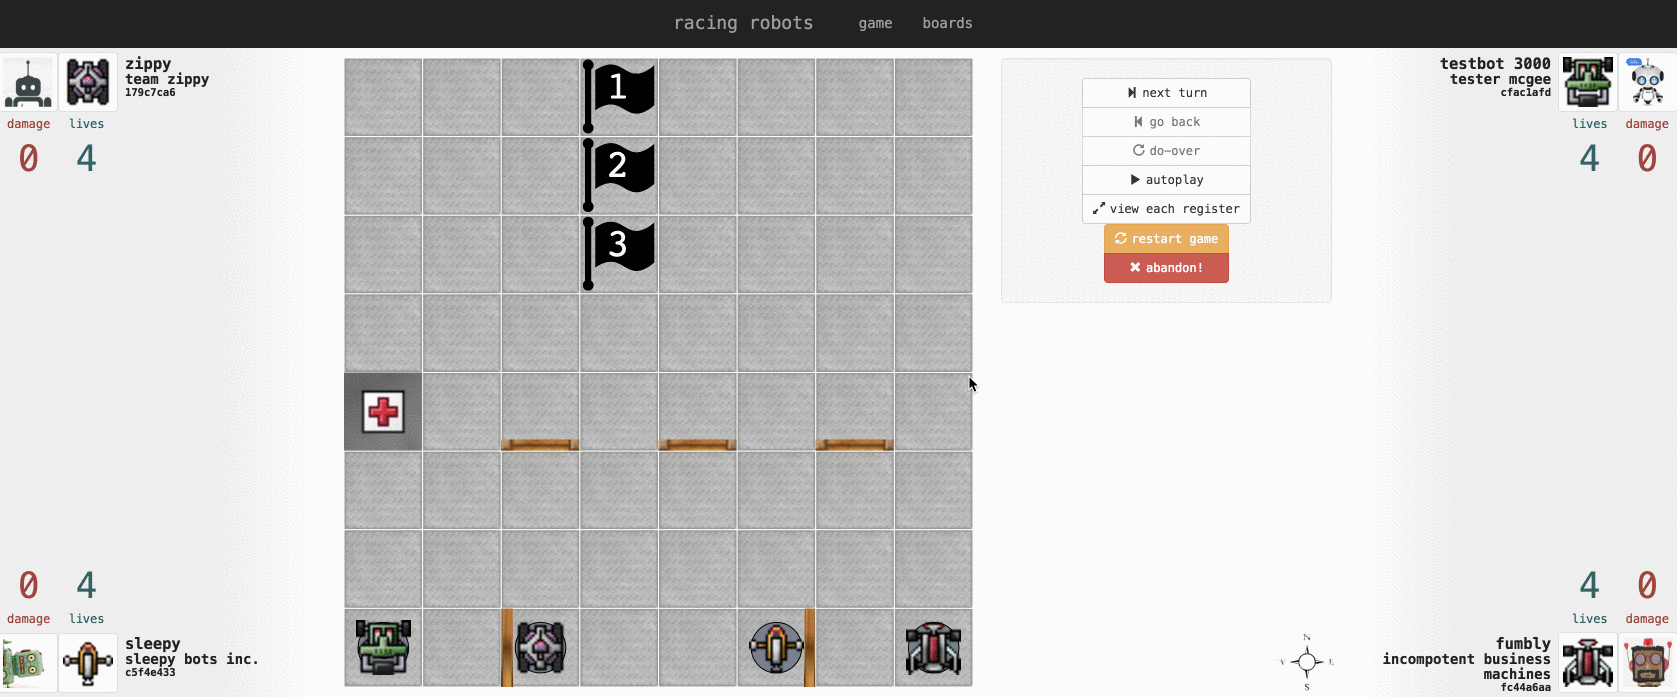 racing robots game boards
zippy
team zippy
179c7ca6
damage lives
0 4
1
2
3
next turn
go back
do-over
autoplay
view each register
restart game
abandon!
testbot 3000
tester mcgee
cfac1afd
lives damage
4 0
0 4
damage lives
sleepy
sleepy bots inc.
c5f4e433
N
V E
S
4 0
lives damage
fumbly
incompotent business
machines
fc44a6aa